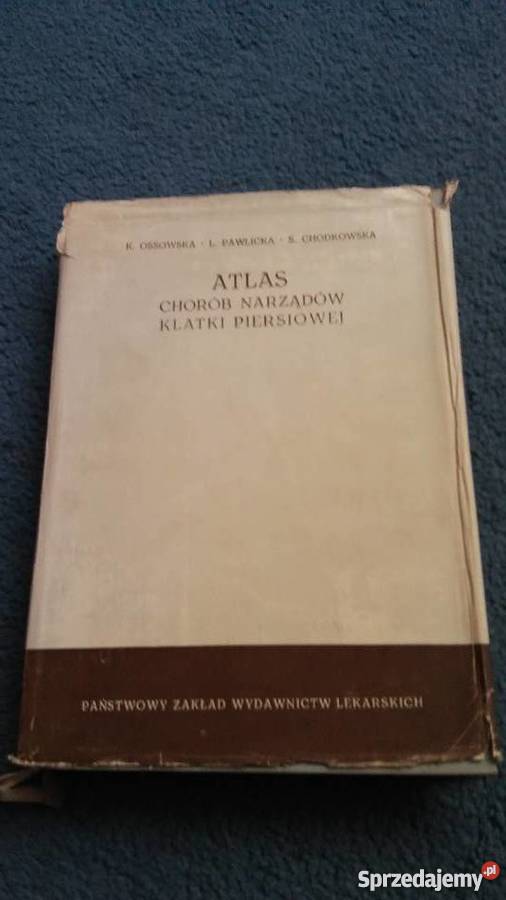 K. OSSOWSKA · L. PAWLICKA · S. CHODKOWSKA
ATLAS
CHORÓB NARZĄDÓW
KLATKI PIERSIOWEJ
PAŃSTWOWY ZAKŁAD WYDAWNICTW LEKARSKICH
Sprzedajemy.pl